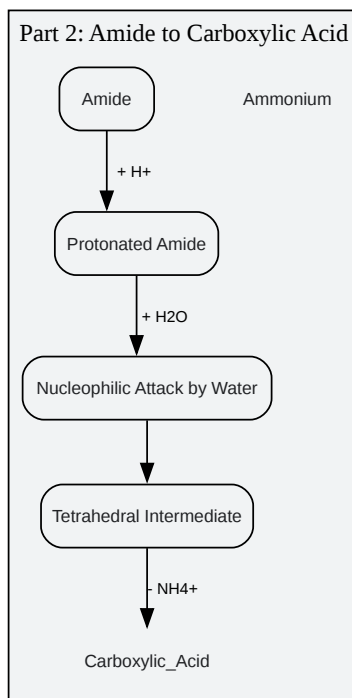 Part 2: Amide to Carboxylic Acid
Amide
Ammonium
+ H+
Protonated Amide
+ H2O
Nucleophilic Attack by Water
Tetrahedral Intermediate
- NH4+
Carboxylic_Acid